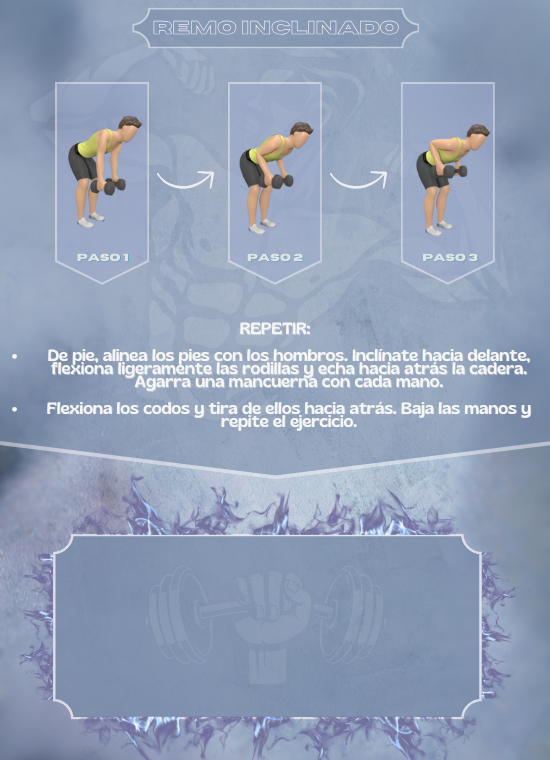 REMO INCLINADO
PASO 1
PASO 2
PASO 3
REPETIR:
• De pie, alinea los pies con los hombros. Inclínate hacia delante,
flexiona ligeramente las rodillas y echa hacia atrás la cadera.
Agarra una mancuerna con cada mano.
• Flexiona los codos y tira de ellos hacia atrás. Baja las manos y
repite el ejercicio.